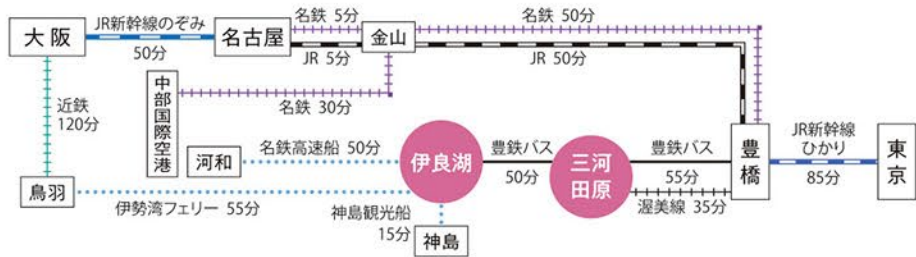 JR新幹線のぞみ
名鉄 5分
名鉄 50分
大阪
名古屋
金山
50分
JR 5分
JR 50分
中部国際空港
近鉄
120分
名鉄 30分
豊橋
JR新幹線
ひかり
85分
東京
河和
名鉄高速船 50分
伊良湖
豊鉄バス
50分
三河
田原
豊鉄バス
55分
渥美線 35分
鳥羽
伊勢湾フェリー 55分
神島観光船
15分
神島